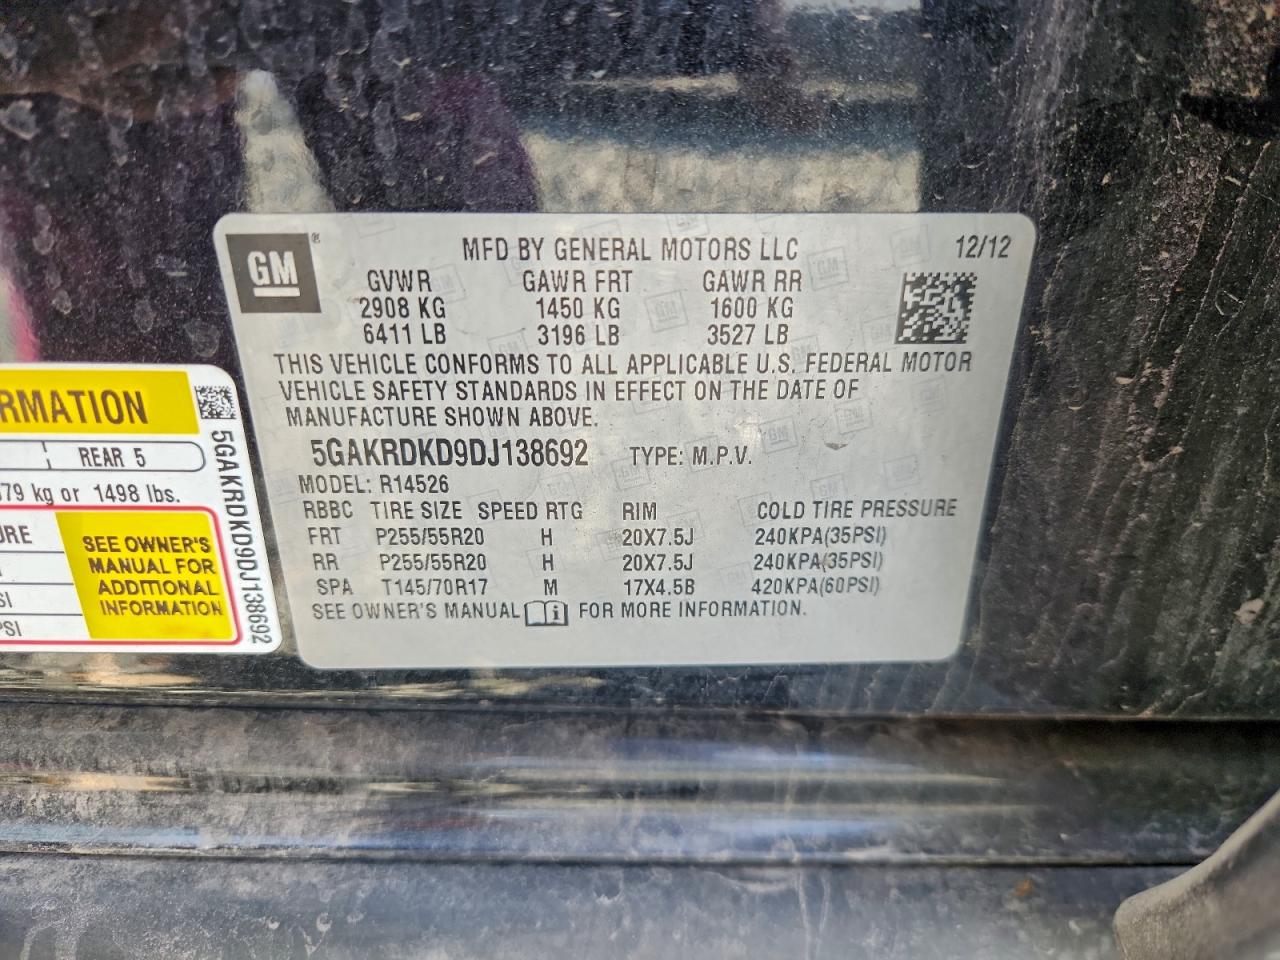 GM ®
MFD BY GENERAL MOTORS LLC 12/12
GVWR GAWR FRT GAWR RR
2908 KG 1450 KG 1600 KG
6411 LB 3196 LB 3527 LB
THIS VEHICLE CONFORMS TO ALL APPLICABLE U.S. FEDERAL MOTOR
VEHICLE SAFETY STANDARDS IN EFFECT ON THE DATE OF
MANUFACTURE SHOWN ABOVE.
5GAKRDKD9DJ138692 TYPE: M.P.V.
MODEL: R14526
RBBC TIRE SIZE SPEED RTG RIM COLD TIRE PRESSURE
FRT P255/55R20 H 20X7.5J 240KPA(35PSI)
RR P255/55R20 H 20X7.5J 240KPA(35PSI)
SPA T145/70R17 M 17X4.5B 420KPA(60PSI)
SEE OWNER'S MANUAL i FOR MORE INFORMATION.
RMATION
REAR 5
79 kg or 1498 lbs.
URE
SI
PSI
SEE OWNER'S
MANUAL FOR
ADDITIONAL
INFORMATION
5GAKRDKD9DJ138692